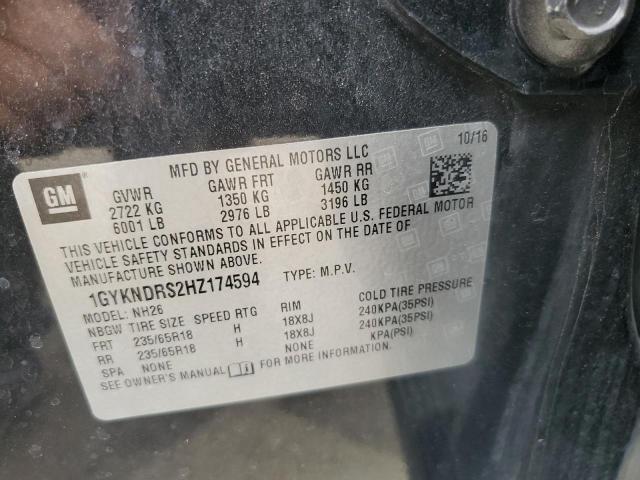 MFD BY GENERAL MOTORS LLC 10/16
GM
GVWR GAWR FRT GAWR RR
2722 KG 1350 KG 1450 KG
6001 LB 2976 LB 3196 LB
THIS VEHICLE CONFORMS TO ALL APPLICABLE U.S. FEDERAL MOTOR
VEHICLE SAFETY STANDARDS IN EFFECT ON THE DATE OF
MANUFACTURE SHOWN ABOVE.
1GYKNDRS2HZ174594 TYPE: M.P.V.
MODEL: NH26
NBGW TIRE SIZE SPEED RTG RIM COLD TIRE PRESSURE
FRT 235/65R18 H 18X8J 240KPA(35PSI)
RR 235/65R18 H 18X8J 240KPA(35PSI)
SPA NONE NONE KPA(PSI)
SEE OWNER'S MANUAL FOR MORE INFORMATION.